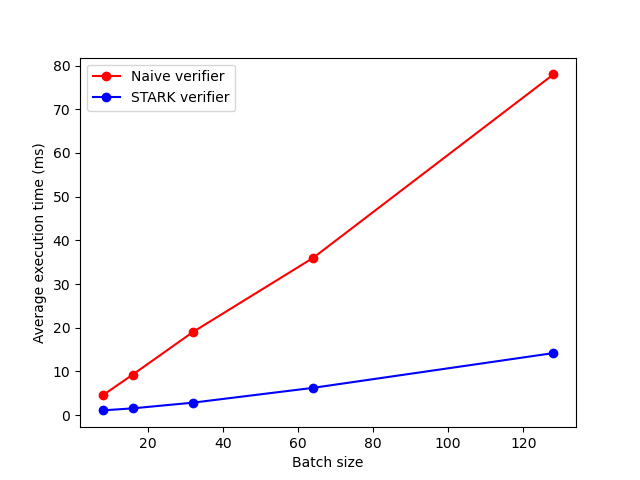 Naive verifier
STARK verifier
Average execution time (ms)
80
70
60
50
40
30
20
10
0
20 40 60 80 100 120
Batch size